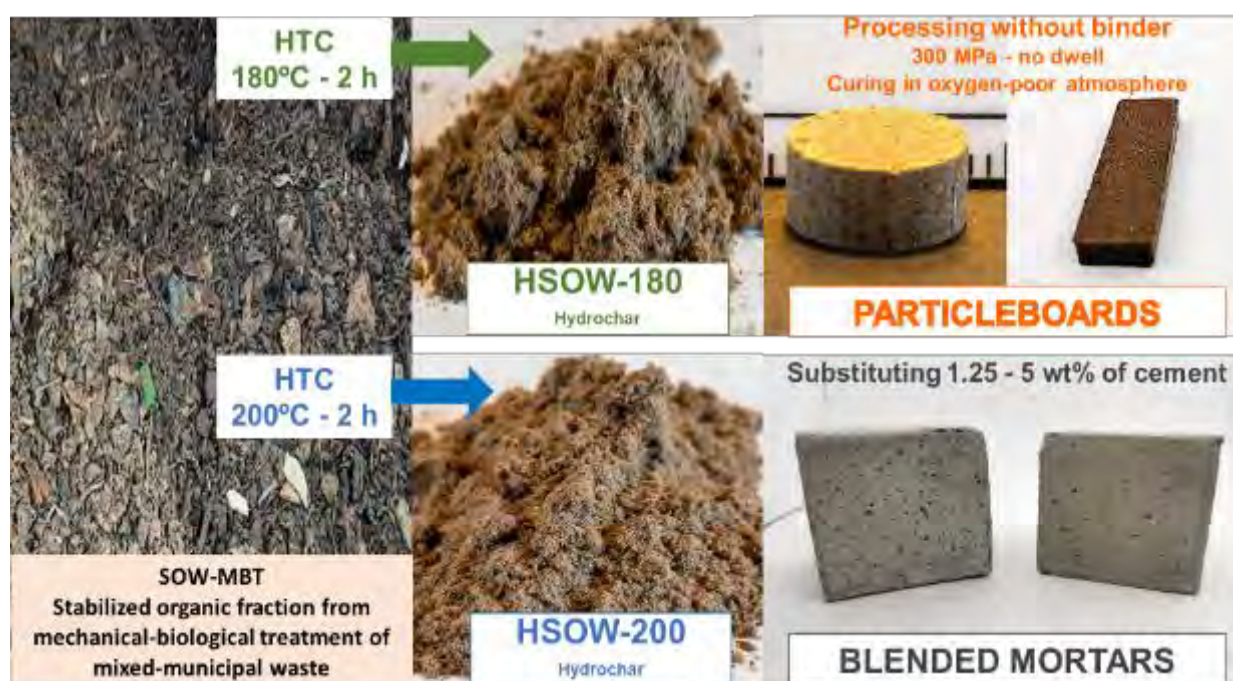 HTC
180ºC - 2 h
HSOW-180
Hydrochar
Processing without binder
300 MPa - no dwell
Curing in oxygen-poor atmosphere
PARTICLEBOARDS
HTC
200ºC - 2 h
SOW-MBT
Stabilized organic fraction from
mechanical-biological treatment of
mixed-municipal waste
HSOW-200
Hydrochar
Substituting 1.25 - 5 wt% of cement
BLENDED MORTARS